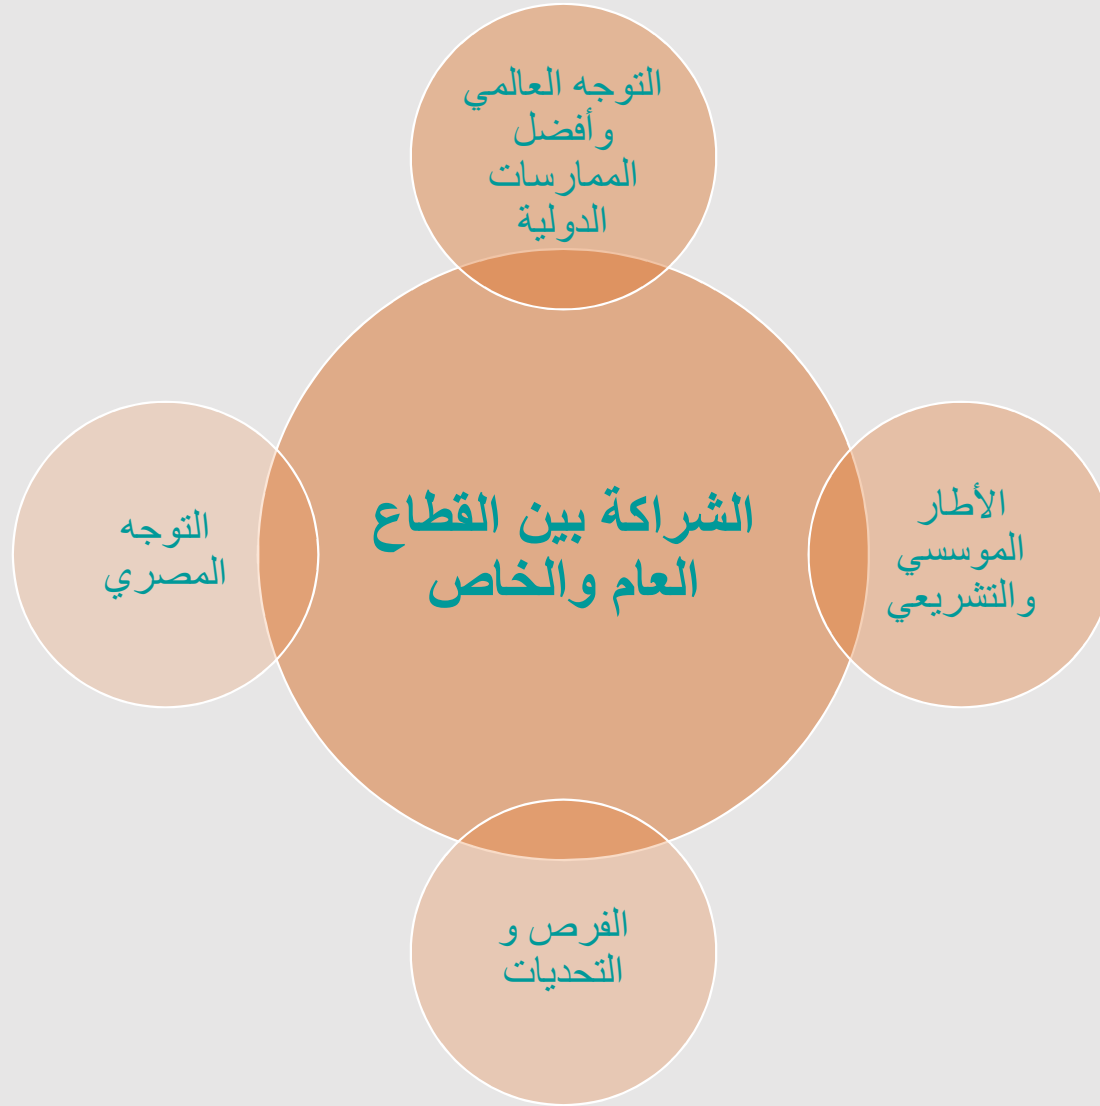 التوجه العالمي
وأفضل
الممارسات
الدولية
الشراكة بين القطاع
العام والخاص
الأطار
الموسسي
والتشريعي
التوجه
المصري
الفرص و
التحديات